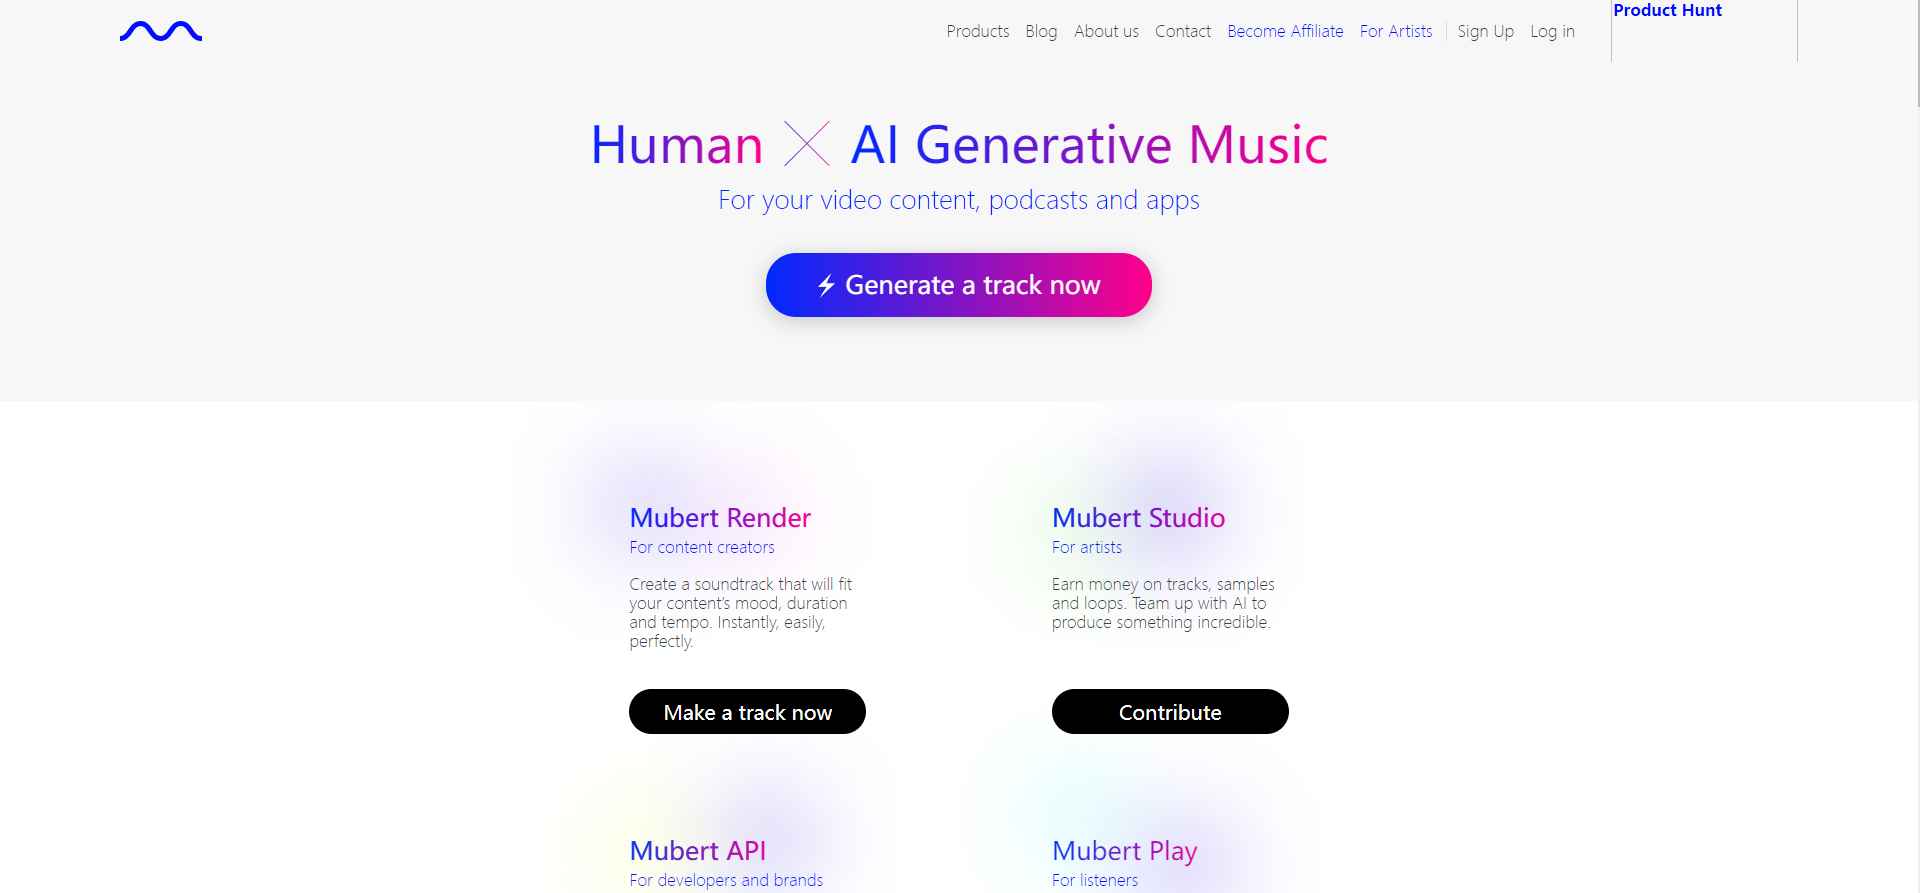 Products Blog About us Contact Become Affiliate For Artists Sign Up Log in Product Hunt
Human × AI Generative Music
For your video content, podcasts and apps
⚡ Generate a track now
Mubert Render
For content creators
Create a soundtrack that will fit
your content's mood, duration
and tempo. Instantly, easily,
perfectly.
Make a track now
Mubert Studio
For artists
Earn money on tracks, samples
and loops. Team up with AI to
produce something incredible.
Contribute
Mubert API
For developers and brands
Mubert Play
For listeners